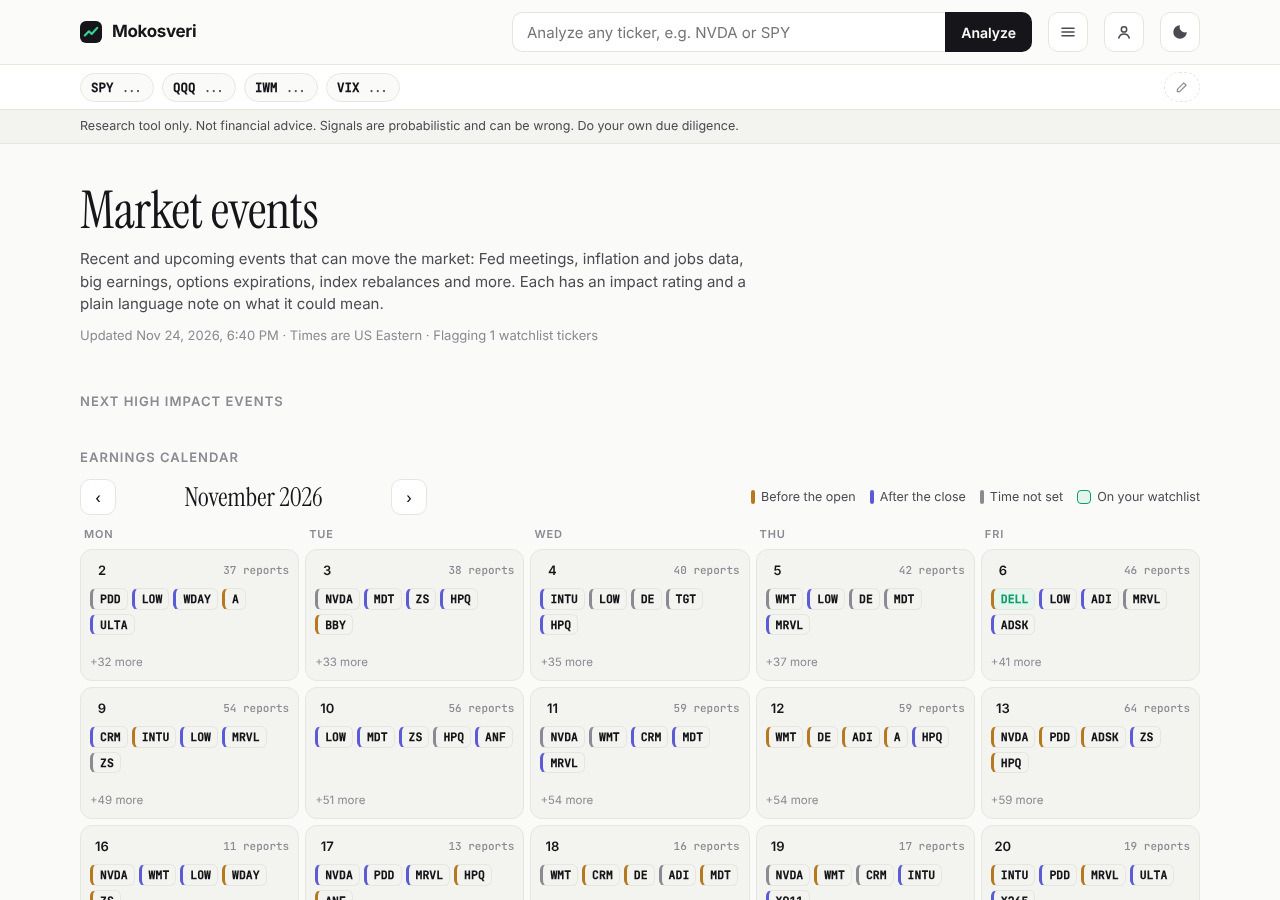 Mokosveri
Analyze any ticker, e.g. NVDA or SPY
Analyze
SPY ...
QQQ ...
IWM ...
VIX ...
Research tool only. Not financial advice. Signals are probabilistic and can be wrong. Do your own due diligence.
Market events
Recent and upcoming events that can move the market: Fed meetings, inflation and jobs data,
big earnings, options expirations, index rebalances and more. Each has an impact rating and a
plain language note on what it could mean.
Updated Nov 24, 2026, 6:40 PM · Times are US Eastern · Flagging 1 watchlist tickers
NEXT HIGH IMPACT EVENTS
EARNINGS CALENDAR
‹ November 2026 ›
Before the open After the close Time not set On your watchlist
MON TUE WED THU FRI
2 37 reports
PDD LOW WDAY A
ULTA
+32 more
3 38 reports
NVDA MDT ZS HPQ
BBY
+33 more
4 40 reports
INTU LOW DE TGT
HPQ
+35 more
5 42 reports
WMT LOW DE MDT
MRVL
+37 more
6 46 reports
DELL LOW ADI MRVL
ADSK
+41 more
9 54 reports
CRM INTU LOW MRVL
ZS
+49 more
10 56 reports
LOW MDT ZS HPQ ANF
+51 more
11 59 reports
NVDA WMT CRM MDT
MRVL
+54 more
12 59 reports
WMT DE ADI A HPQ
+54 more
13 64 reports
NVDA PDD ADSK ZS
HPQ
+59 more
16 11 reports
NVDA WMT LOW WDAY
ZS
17 13 reports
NVDA PDD MRVL HPQ
ANF
18 16 reports
WMT CRM DE ADI MDT
19 17 reports
NVDA WMT CRM INTU
20 19 reports
INTU PDD MRVL ULTA